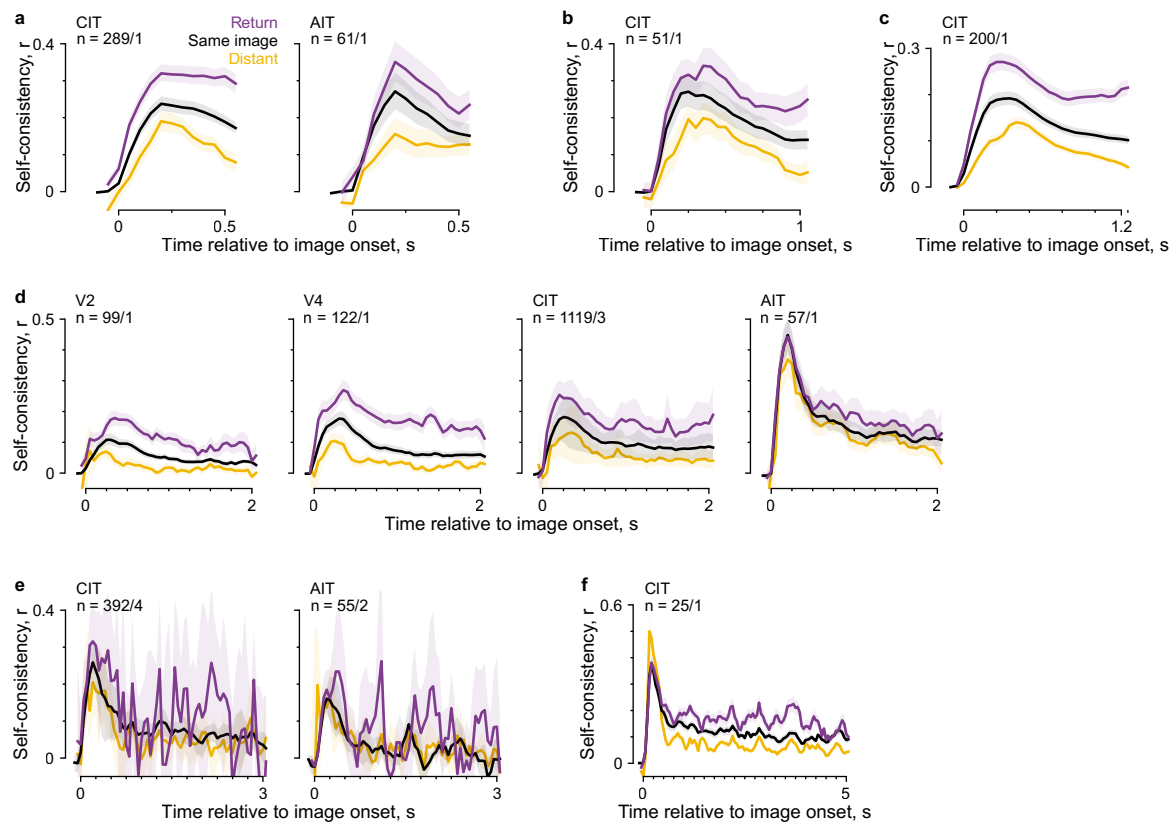 a
CIT
n = 289/1
Return
Same image
Distant
AIT
n = 61/1
Self-consistency, r
0.4
0
0
0.5
0
0.5
Time relative to image onset, s
b
CIT
n = 51/1
Self-consistency, r
0.4
0
0
1
Time relative to image onset, s
c
CIT
n = 200/1
Self-consistency, r
0.3
0
0
1.2
Time relative to image onset, s
d
V2
n = 99/1
V4
n = 122/1
CIT
n = 1119/3
AIT
n = 57/1
Self-consistency, r
0.5
0
0
2
0
2
0
2
0
2
Time relative to image onset, s
e
CIT
n = 392/4
AIT
n = 55/2
Self-consistency, r
0.4
0
0
3
0
3
Time relative to image onset, s
f
CIT
n = 25/1
Self-consistency, r
0.6
0
0
5
Time relative to image onset, s